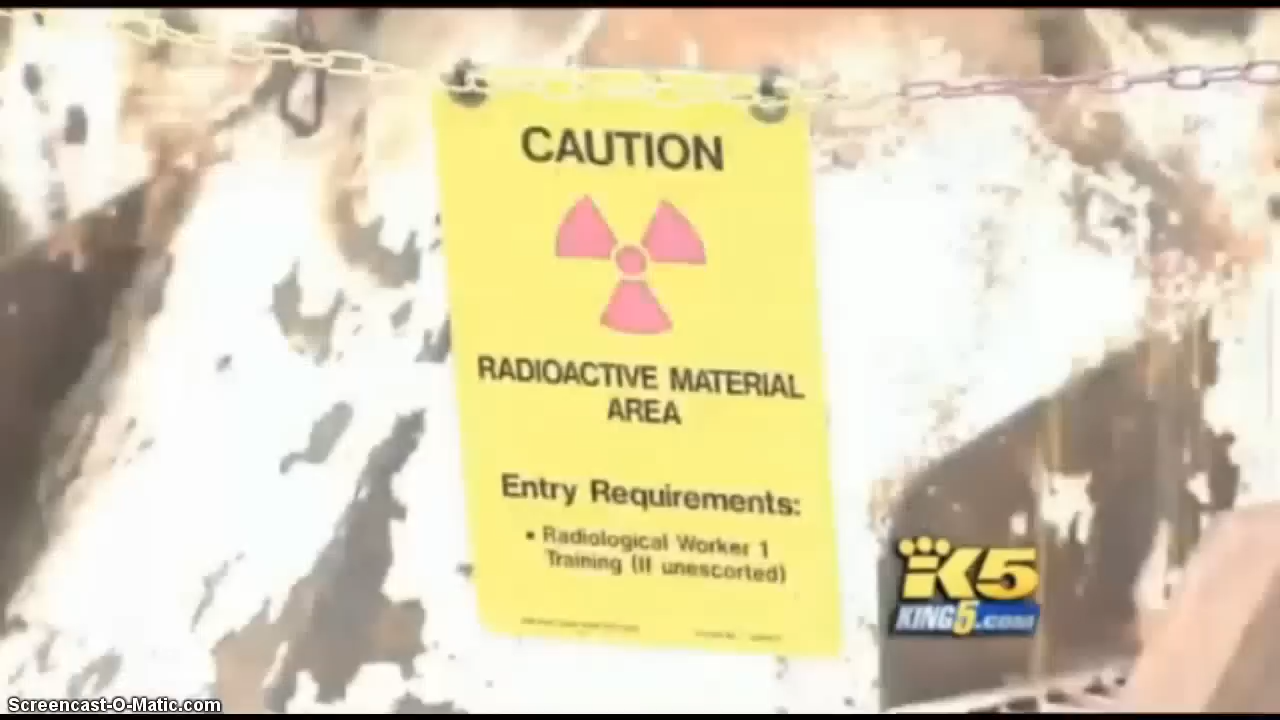 CAUTION
RADIOACTIVE MATERIAL
AREA
Entry Requirements:
• Radiological Worker 1
Training (If unescorted)
K5
KING5.com
Screencast-O-Matic.com